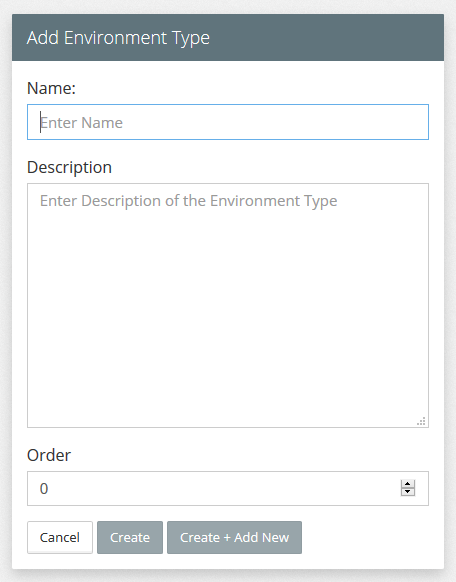 Add Environment Type
Name:
Enter Name
Description
Enter Description of the Environment Type
Order
0
Cancel Create Create + Add New